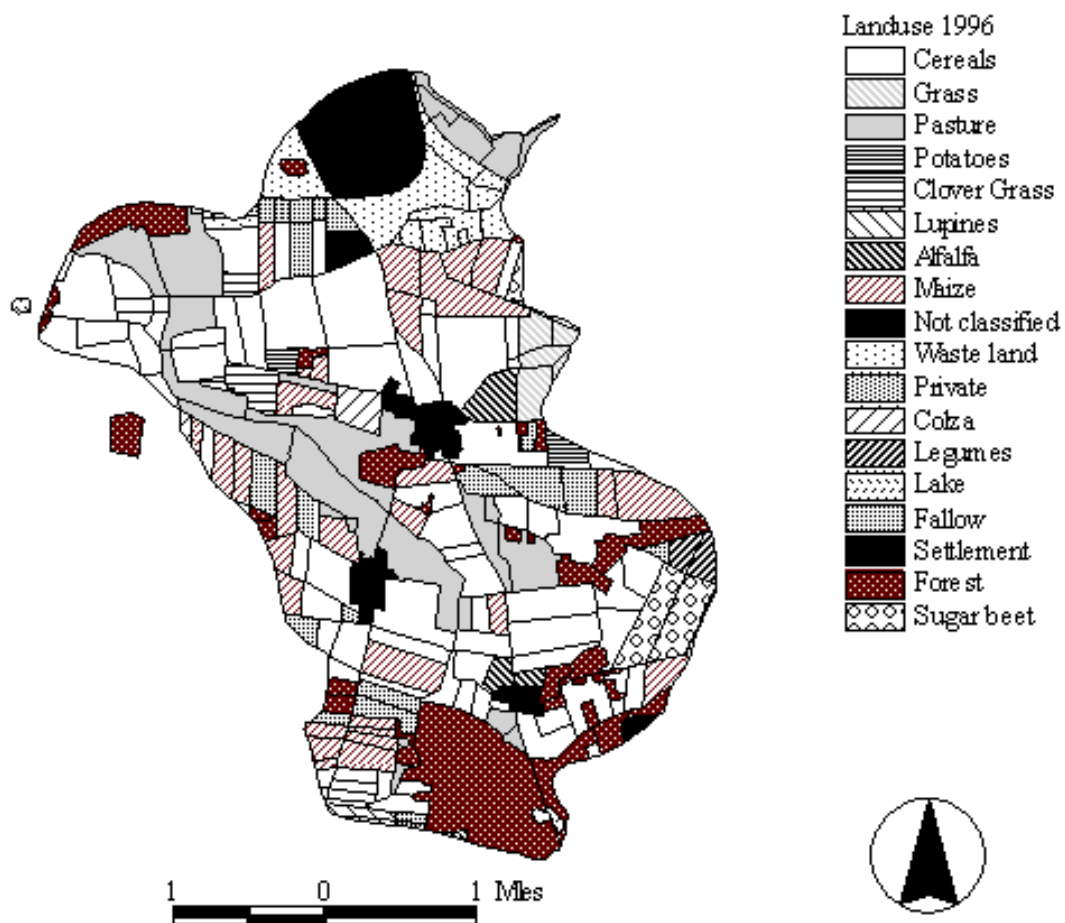 Landuse 1996
Cereals
Grass
Pasture
Potatoes
Clover Grass
Lupines
Alfalfa
Maize
Not classified
Waste land
Private
Colza
Legumes
Lake
Fallow
Settlement
Forest
Sugar beet
1 0 1 Miles